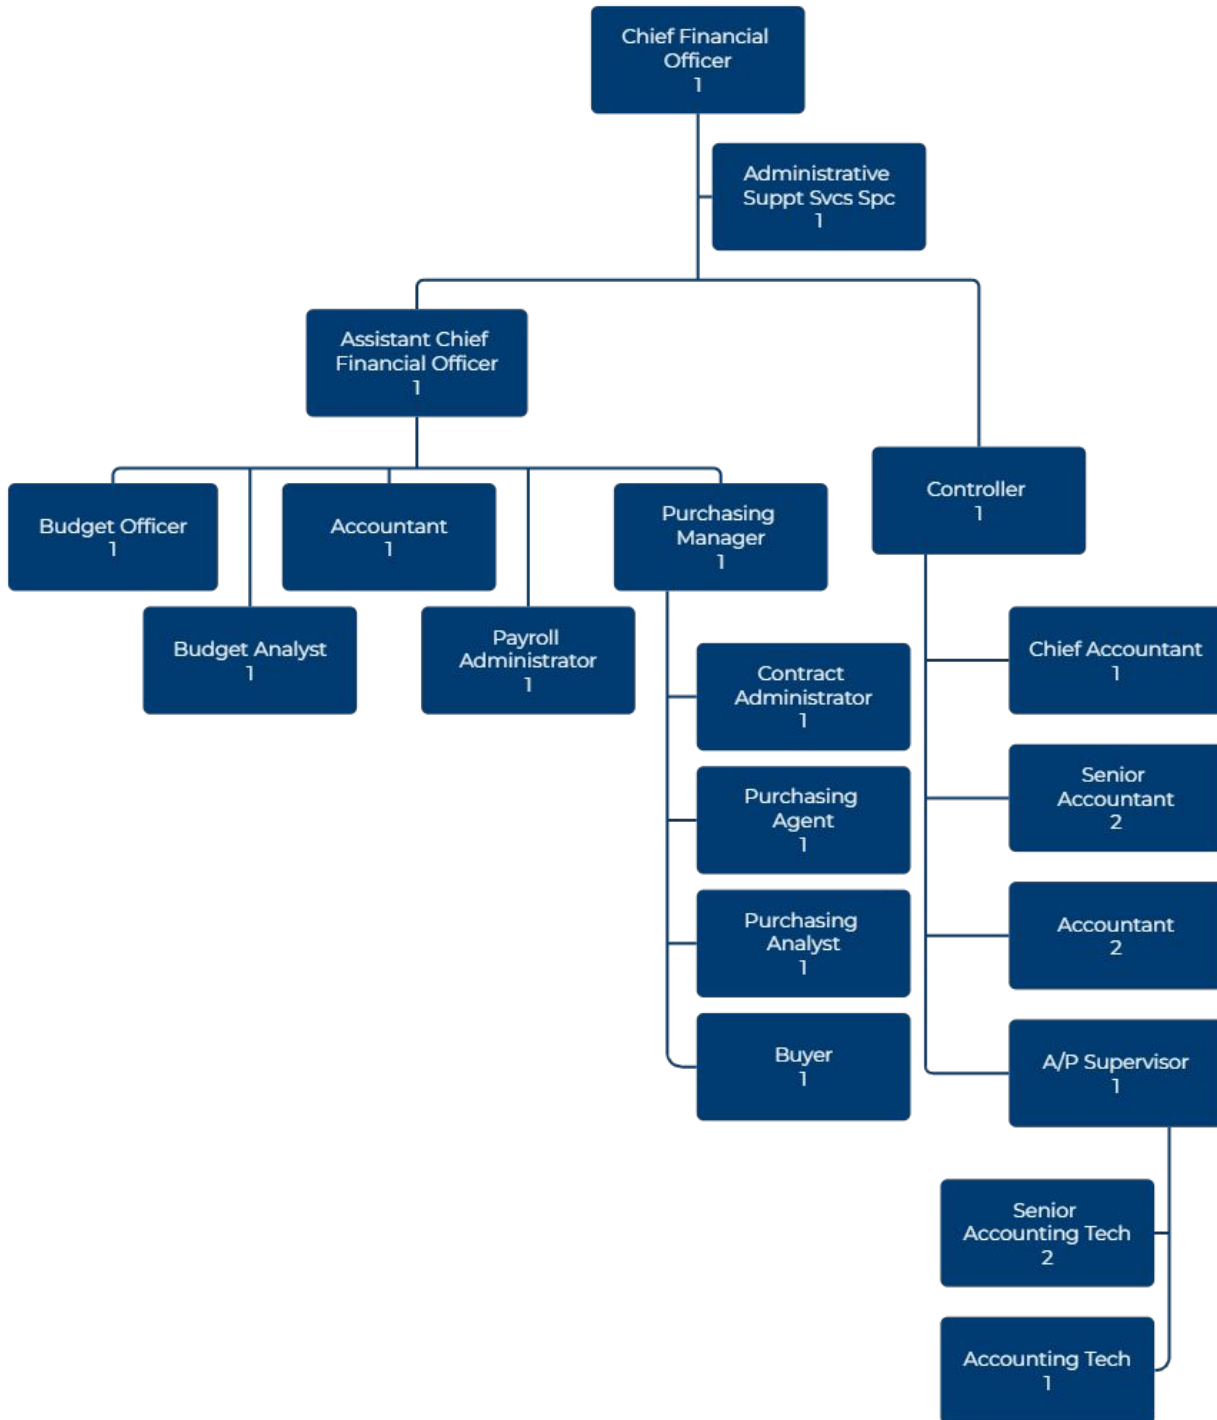 Chief Financial
Officer
1
Administrative
Suppt Svcs Spc
1
Assistant Chief
Financial Officer
1
Controller
1
Budget Officer
1
Accountant
1
Purchasing
Manager
1
Budget Analyst
1
Payroll
Administrator
1
Contract
Administrator
1
Purchasing
Agent
1
Purchasing
Analyst
1
Buyer
1
Chief Accountant
1
Senior
Accountant
2
Accountant
2
A/P Supervisor
1
Senior
Accounting Tech
2
Accounting Tech
1